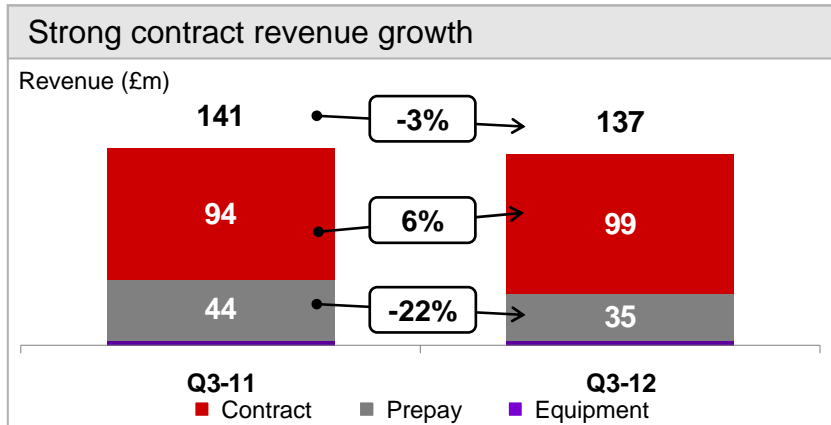 Strong contract revenue growth
Revenue (£m)
141 -3% 137
94 6% 99
44 -22% 35
Q3-11 Q3-12
Contract Prepay Equipment